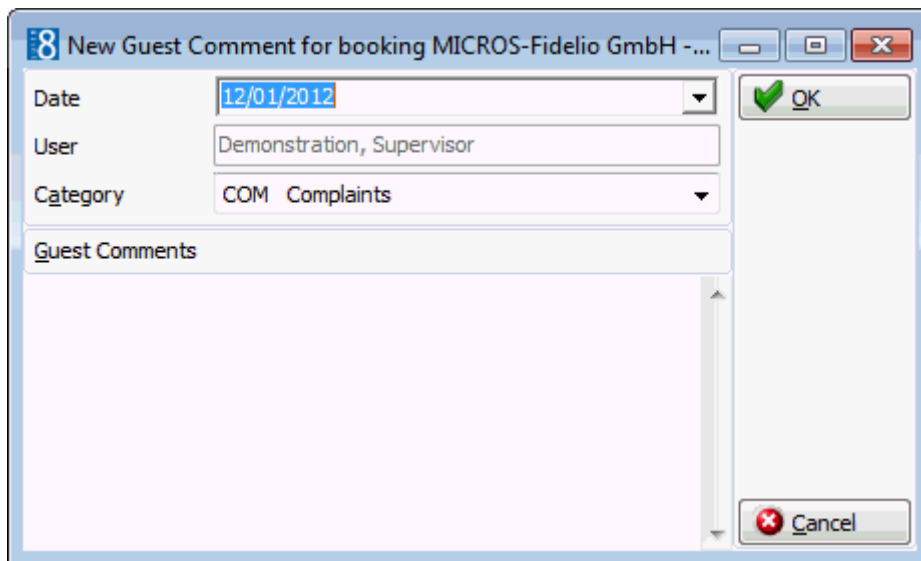 8 New Guest Comment for booking MICROS-Fidelio GmbH -...
Date 12/01/2012
OK
User Demonstration, Supervisor
Category COM Complaints
Guest Comments
Cancel